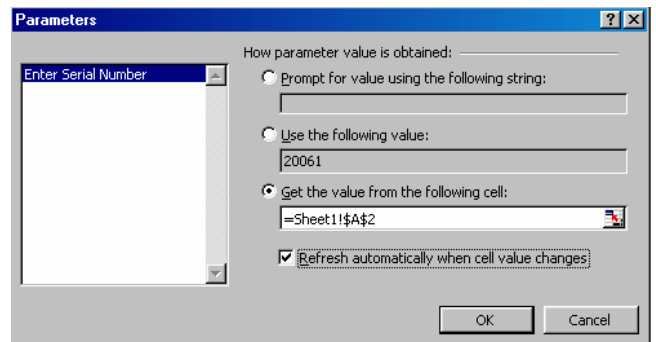 Parameters
How parameter value is obtained:
Enter Serial Number
Prompt for value using the following string:
Use the following value:
20061
Get the value from the following cell:
=Sheet1!$A$2
Refresh automatically when cell value changes
OK
Cancel